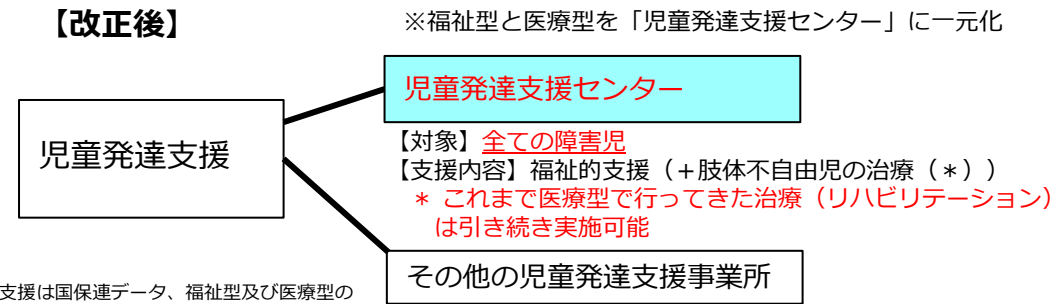 【改正後】
※福祉型と医療型を「児童発達支援センター」に一元化
児童発達支援センター
児童発達支援
【対象】全ての障害児
【支援内容】福祉的支援（＋肢体不自由児の治療（＊））
＊ これまで医療型で行ってきた治療（リハビリテーション）
は引き続き実施可能
その他の児童発達支援事業所
支援は国保連データ、福祉型及び医療型の